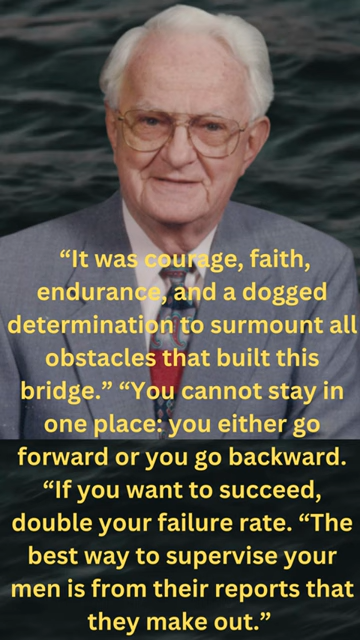 “It was courage, faith,
endurance, and a dogged
determination to surmount all
obstacles that built this
bridge.” “You cannot stay in
one place: you either go
forward or you go backward.
“If you want to succeed,
double your failure rate. “The
best way to supervise your
men is from their reports that
they make out.”